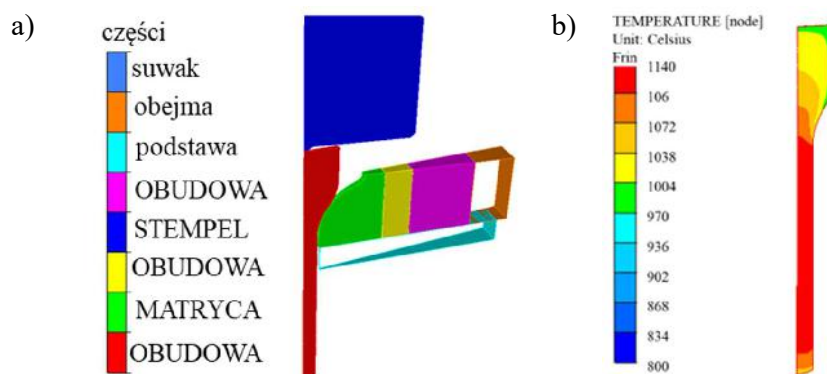 a)
części
suwak
obejma
podstawa
OBUDOWA
STEMPEL
OBUDOWA
MATRYCA
OBUDOWA
b)
TEMPERATURE [node]
Unit: Celsius
Frin
1140
106
1072
1038
1004
970
936
902
868
834
800